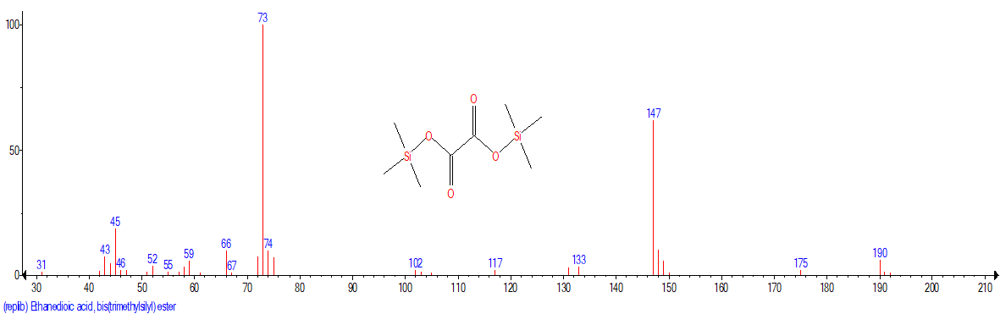 100
73
O
147
Si
O
50
Si
O
O
45
43
46
52
55
59
66
67
74
31
102
117
133
175
190
0
30 40 50 60 70 80 90 100 110 120 130 140 150 160 170 180 190 200 210
(replib) Ethanedioic acid, bis(trimethylsilyl) ester